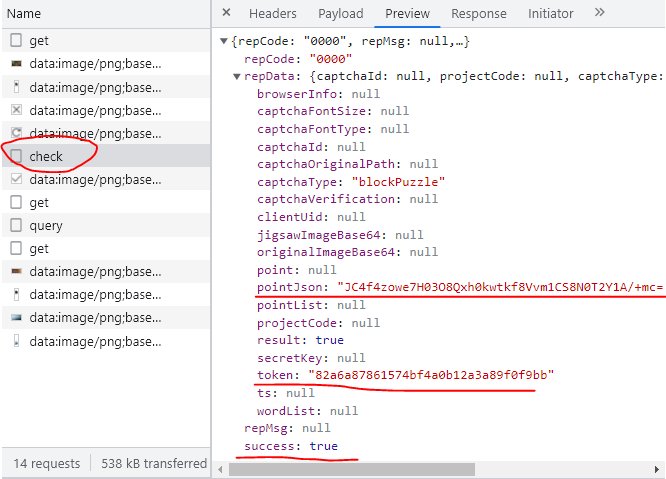 Name
get
data:image/png;base...
data:image/png;base...
data:image/png;base...
data:image/png;base...
check
data:image/png;base...
get
query
get
data:image/png;base...
data:image/png;base...
data:image/png;base...
data:image/png;base...
14 requests 538 kB transferred
× Headers Payload Preview Response Initiator »
▼{repCode: "0000", repMsg: null,…}
repCode: "0000"
▼repData: {captchaId: null, projectCode: null, captchaType:
browserInfo: null
captchaFontSize: null
captchaFontType: null
captchaId: null
captchaOriginalPath: null
captchaType: "blockPuzzle"
captchaVerification: null
clientUid: null
jigsawImageBase64: null
originalImageBase64: null
point: null
pointJson: "JC4f4zowe7H03O8Qxh0kwtkf8Vvm1CS8N0T2Y1A/+mc=
pointList: null
projectCode: null
result: true
secretKey: null
token: "82a6a87861574bf4a0b12a3a89f0f9bb"
ts: null
wordList: null
repMsg: null
success: true